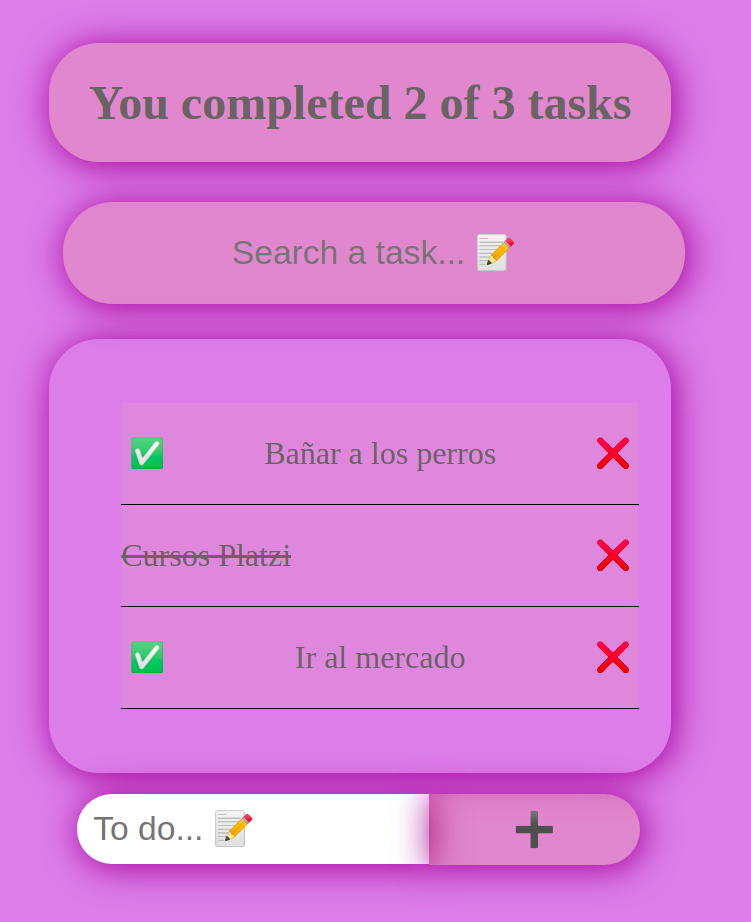 You completed 2 of 3 tasks
Search a task... 📝
✅ Bañar a los perros ❌
Cursos Platzi ❌
✅ Ir al mercado ❌
To do... 📝 ➕